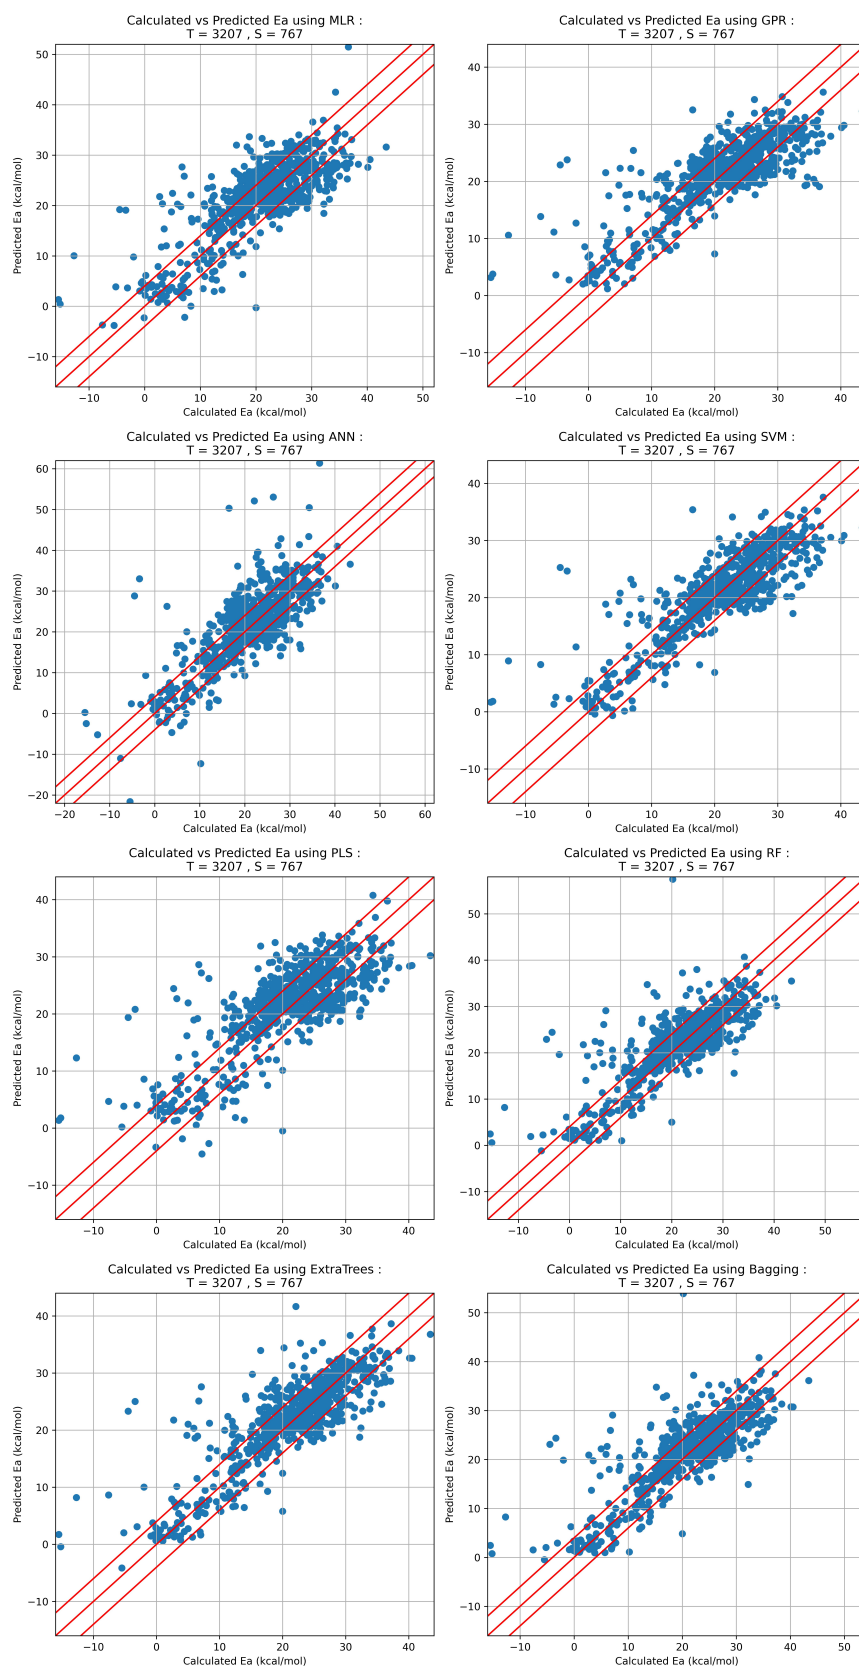 Calculated vs Predicted Ea using MLR :
T = 3207 , S = 767
50
40
30
20
10
0
−10
Predicted Ea (kcal/mol)
−10 0 10 20 30 40 50
Calculated Ea (kcal/mol)
Calculated vs Predicted Ea using GPR :
T = 3207 , S = 767
40
30
20
10
0
−10
Predicted Ea (kcal/mol)
−10 0 10 20 30 40
Calculated Ea (kcal/mol)
Calculated vs Predicted Ea using ANN :
T = 3207 , S = 767
60
50
40
30
20
10
0
−10
−20
Predicted Ea (kcal/mol)
−20 −10 0 10 20 30 40 50 60
Calculated Ea (kcal/mol)
Calculated vs Predicted Ea using SVM :
T = 3207 , S = 767
40
30
20
10
0
−10
Predicted Ea (kcal/mol)
−10 0 10 20 30 40
Calculated Ea (kcal/mol)
Calculated vs Predicted Ea using PLS :
T = 3207 , S = 767
40
30
20
10
0
−10
Predicted Ea (kcal/mol)
−10 0 10 20 30 40
Calculated Ea (kcal/mol)
Calculated vs Predicted Ea using RF :
T = 3207 , S = 767
50
40
30
20
10
0
−10
Predicted Ea (kcal/mol)
−10 0 10 20 30 40 50
Calculated Ea (kcal/mol)
Calculated vs Predicted Ea using ExtraTrees :
T = 3207 , S = 767
40
30
20
10
0
−10
Predicted Ea (kcal/mol)
−10 0 10 20 30 40
Calculated Ea (kcal/mol)
Calculated vs Predicted Ea using Bagging :
T = 3207 , S = 767
50
40
30
20
10
0
−10
Predicted Ea (kcal/mol)
−10 0 10 20 30 40 50
Calculated Ea (kcal/mol)